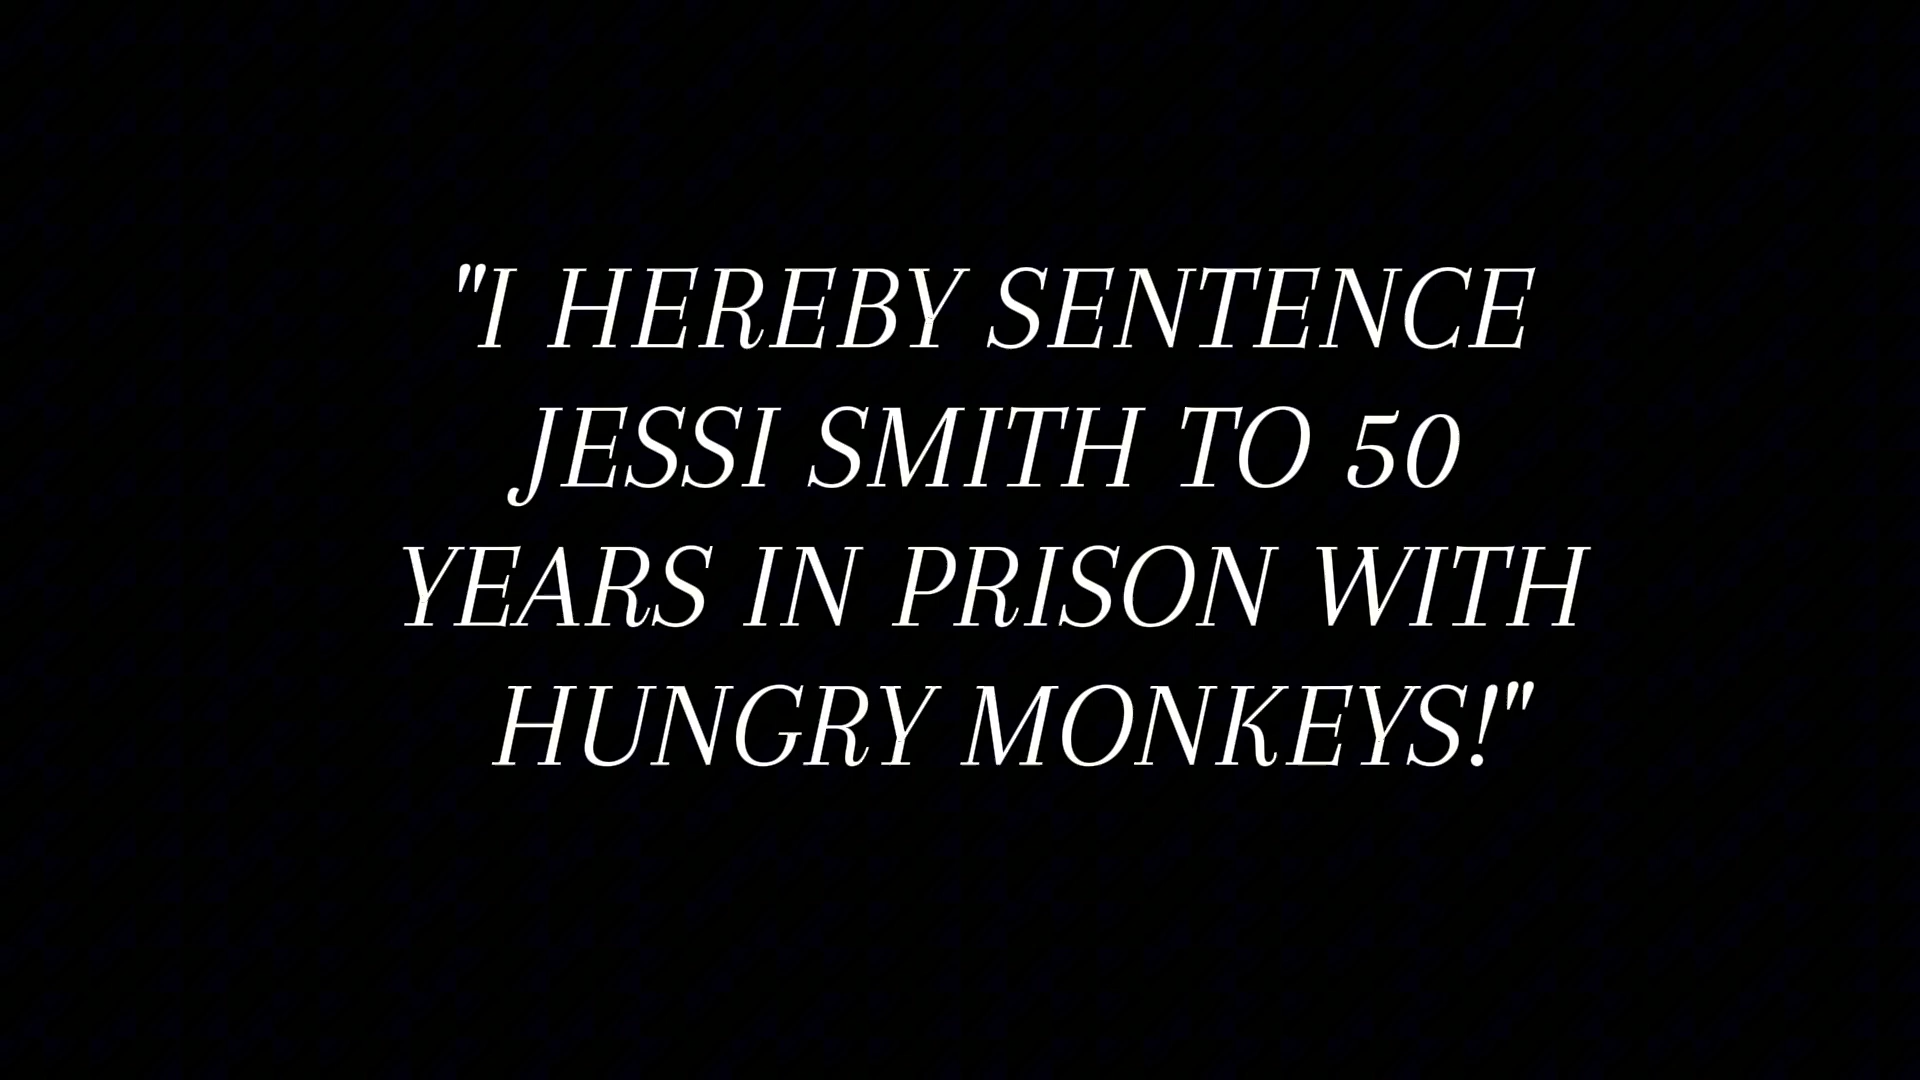 "I HEREBY SENTENCE
JESSI SMITH TO 50
YEARS IN PRISON WITH
HUNGRY MONKEYS!"